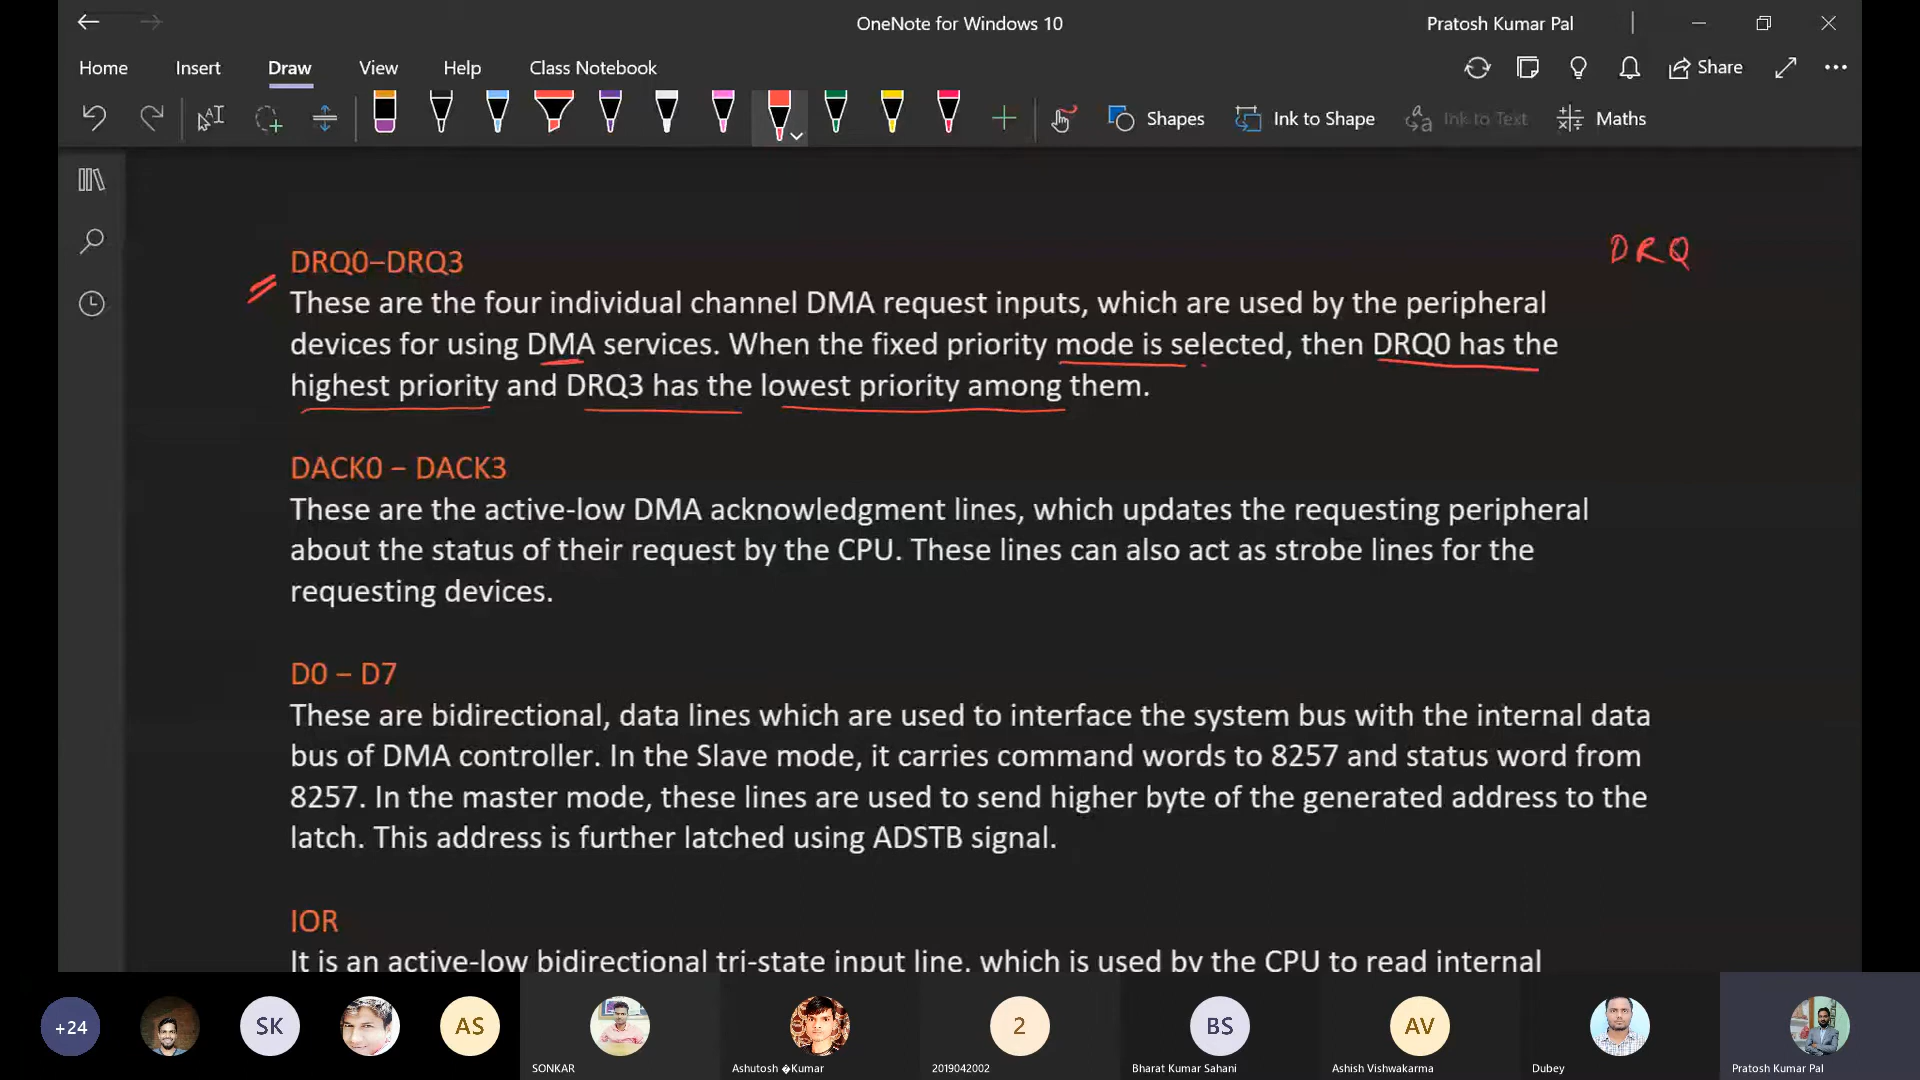 OneNote for Windows 10
Pratosh Kumar Pal
Home Insert Draw View Help Class Notebook
Share
Shapes Ink to Shape Ink to Text Maths
DRQ
DRQ0–DRQ3
These are the four individual channel DMA request inputs, which are used by the peripheral
devices for using DMA services. When the fixed priority mode is selected, then DRQ0 has the
highest priority and DRQ3 has the lowest priority among them.
DACK0 – DACK3
These are the active-low DMA acknowledgment lines, which updates the requesting peripheral
about the status of their request by the CPU. These lines can also act as strobe lines for the
requesting devices.
D0 – D7
These are bidirectional, data lines which are used to interface the system bus with the internal data
bus of DMA controller. In the Slave mode, it carries command words to 8257 and status word from
8257. In the master mode, these lines are used to send higher byte of the generated address to the
latch. This address is further latched using ADSTB signal.
IOR
It is an active-low bidirectional tri-state input line, which is used by the CPU to read internal
+24 SK AS 2 BS AV
SONKAR Ashutosh �Kumar 2019042002 Bharat Kumar Sahani Ashish Vishwakarma Dubey Pratosh Kumar Pal